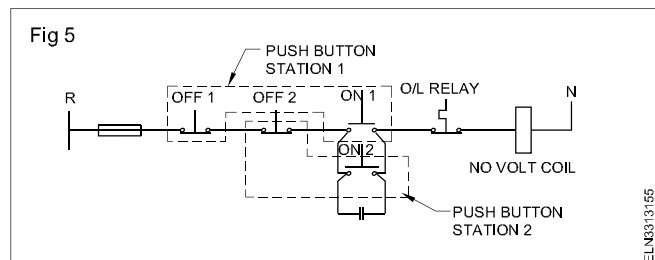 Fig 5
PUSH BUTTON
STATION 1
R
OFF 1
OFF 2
ON 1
O/L RELAY
N
ON 2
NO VOLT COIL
PUSH BUTTON
STATION 2
ELN3313155